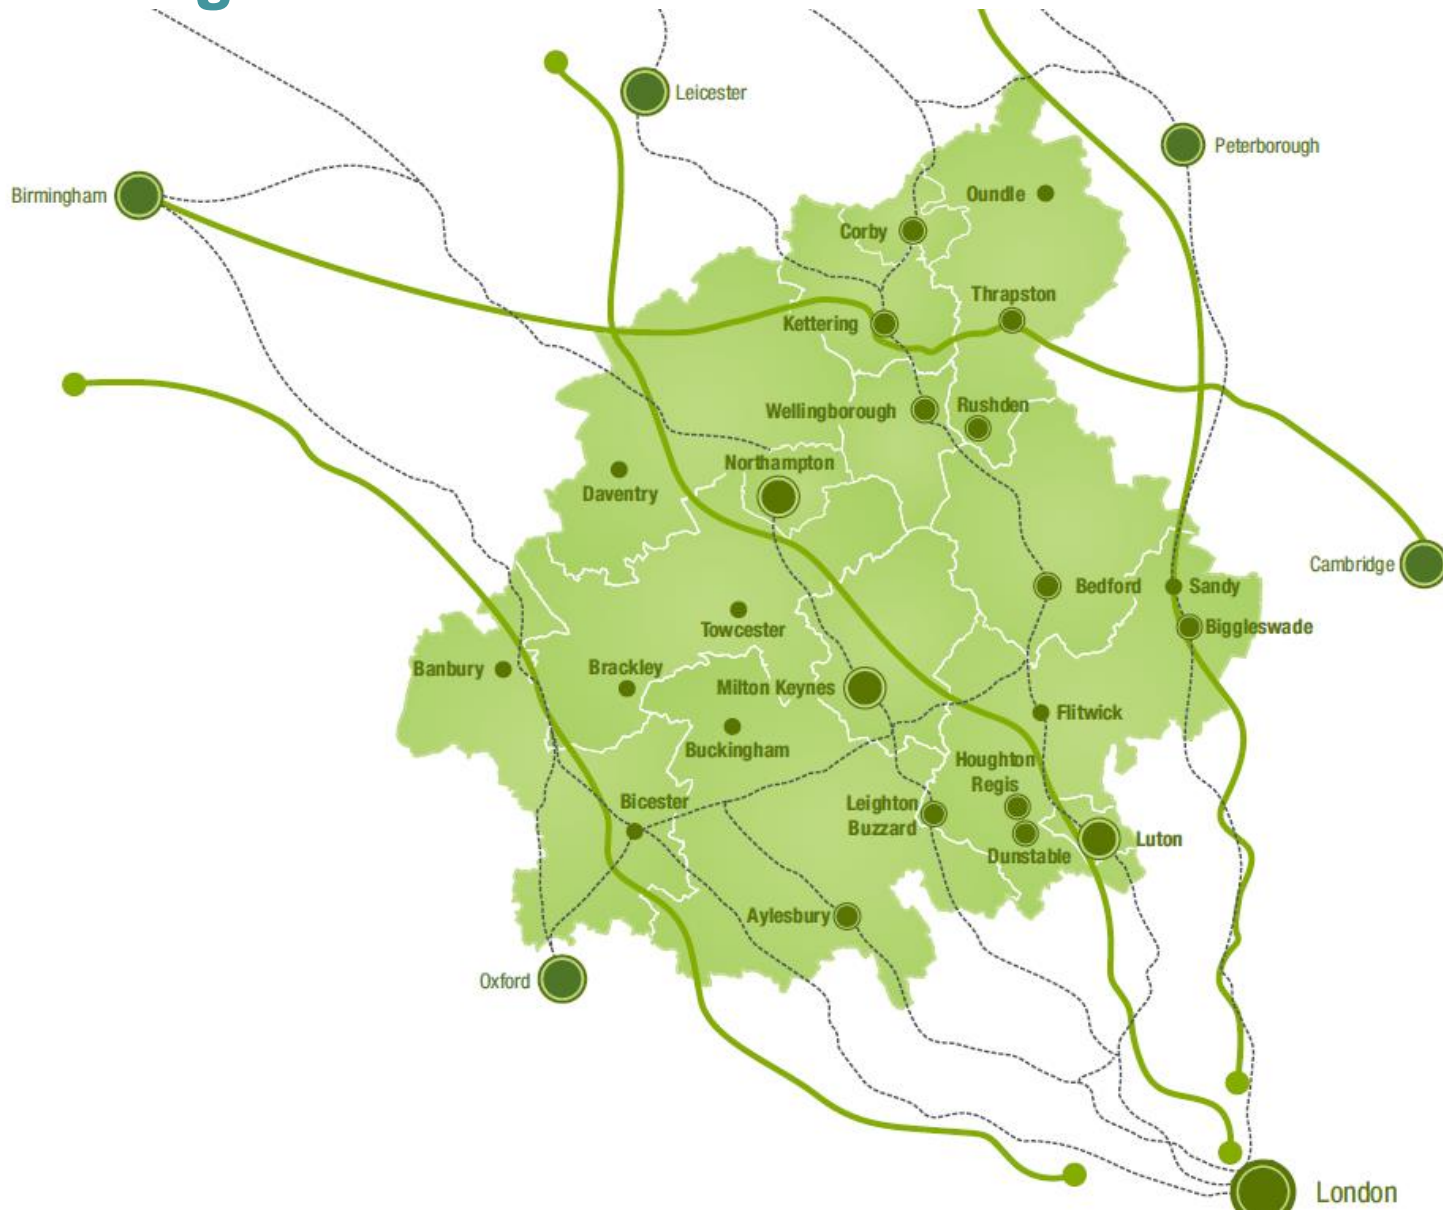 Leicester
Peterborough
Birmingham
Oundle
Corby
Thrapston
Kettering
Rushden
Wellingborough
Northampton
Daventry
Cambridge
Bedford
Sandy
Towcester
Biggleswade
Banbury
Brackley
Milton Keynes
Flitwick
Buckingham
Houghton
Regis
Bicester
Leighton
Buzzard
Luton
Dunstable
Aylesbury
Oxford
London